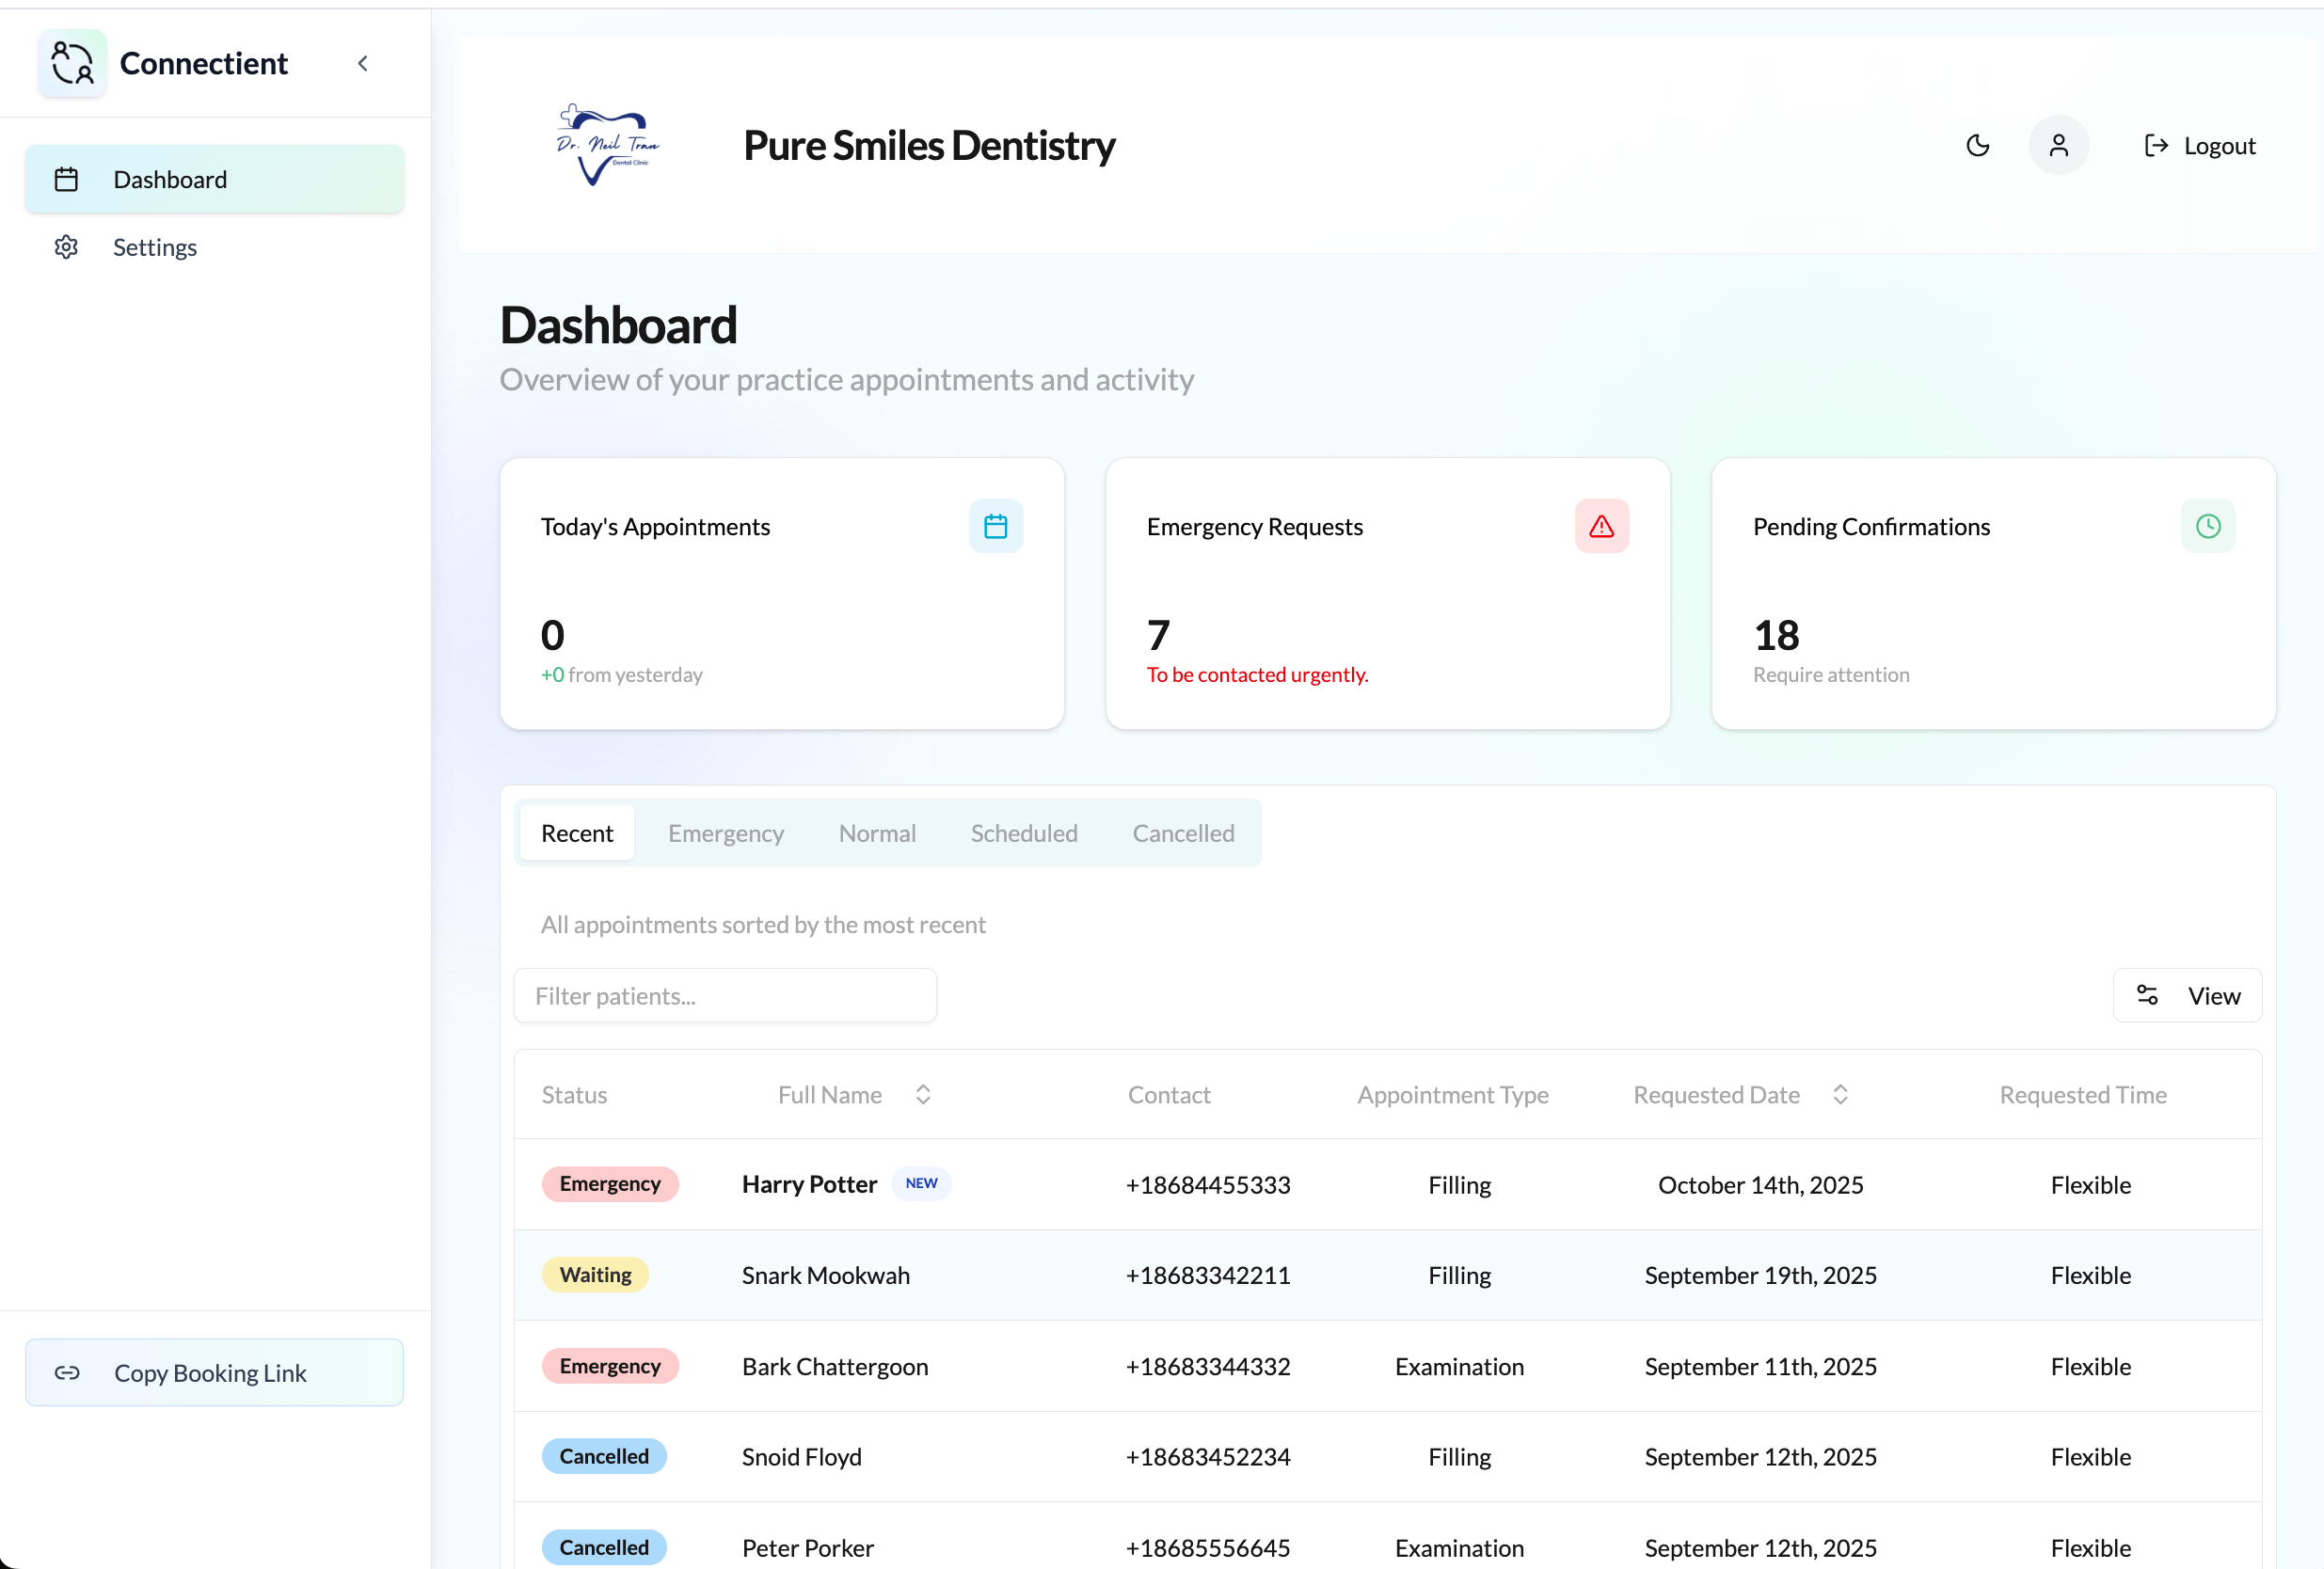 Connectient
Dashboard
Settings
Copy Booking Link
Dr. Neil Tran
Dental Clinic
Pure Smiles Dentistry
Logout
Dashboard
Overview of your practice appointments and activity
Today's Appointments
0
+0 from yesterday
Emergency Requests
7
To be contacted urgently.
Pending Confirmations
18
Require attention
Recent Emergency Normal Scheduled Cancelled
All appointments sorted by the most recent
Filter patients...
View
Status Full Name Contact Appointment Type Requested Date Requested Time
Emergency Harry Potter NEW +18684455333 Filling October 14th, 2025 Flexible
Waiting Snark Mookwah +18683342211 Filling September 19th, 2025 Flexible
Emergency Bark Chattergoon +18683344332 Examination September 11th, 2025 Flexible
Cancelled Snoid Floyd +18683452234 Filling September 12th, 2025 Flexible
Cancelled Peter Porker +18685556645 Examination September 12th, 2025 Flexible